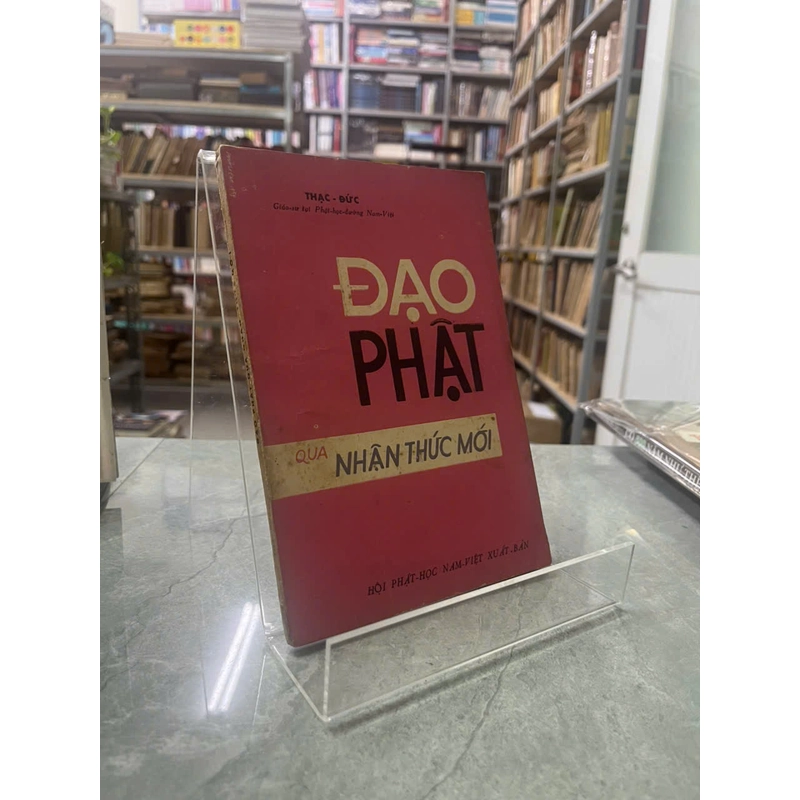 THẠC - ĐỨC
Giáo-sư tại Phật-học-đường Nam-Việt
ĐẠO
PHẬT
QUA NHẬN-THỨC MỚI
HỘI PHẬT-HỌC NAM-VIỆT XUẤT-BẢN